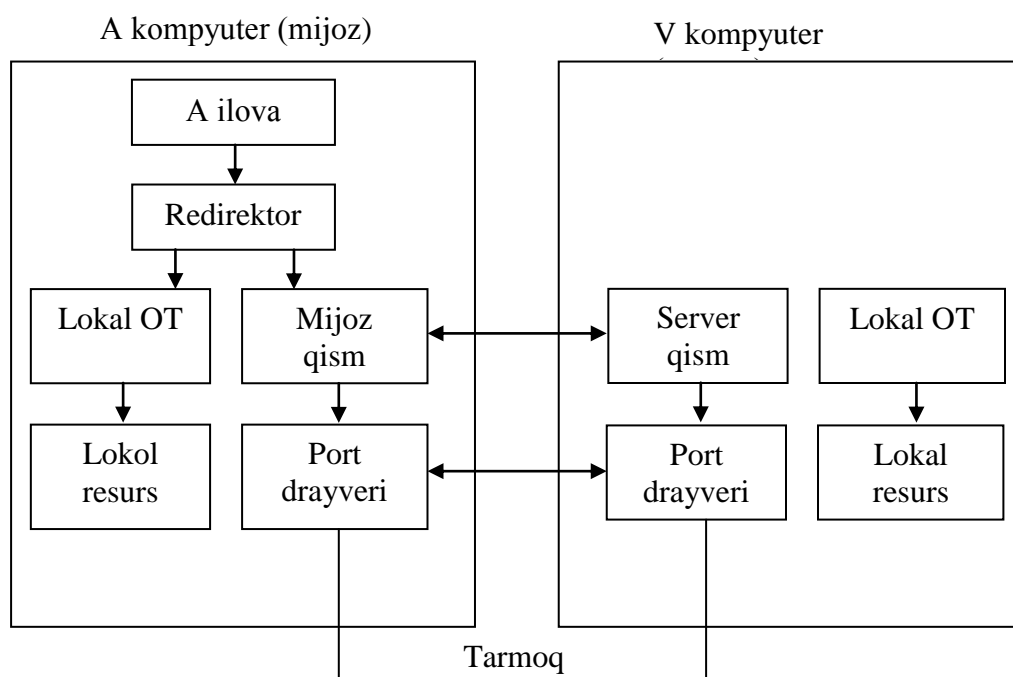 A kompyuter (mijoz)
V kompyuter
A ilova
Redirektor
Lokal OT
Mijoz
qism
Server
qism
Lokal OT
Lokol
resurs
Port
drayveri
Port
drayveri
Lokal
resurs
Tarmoq